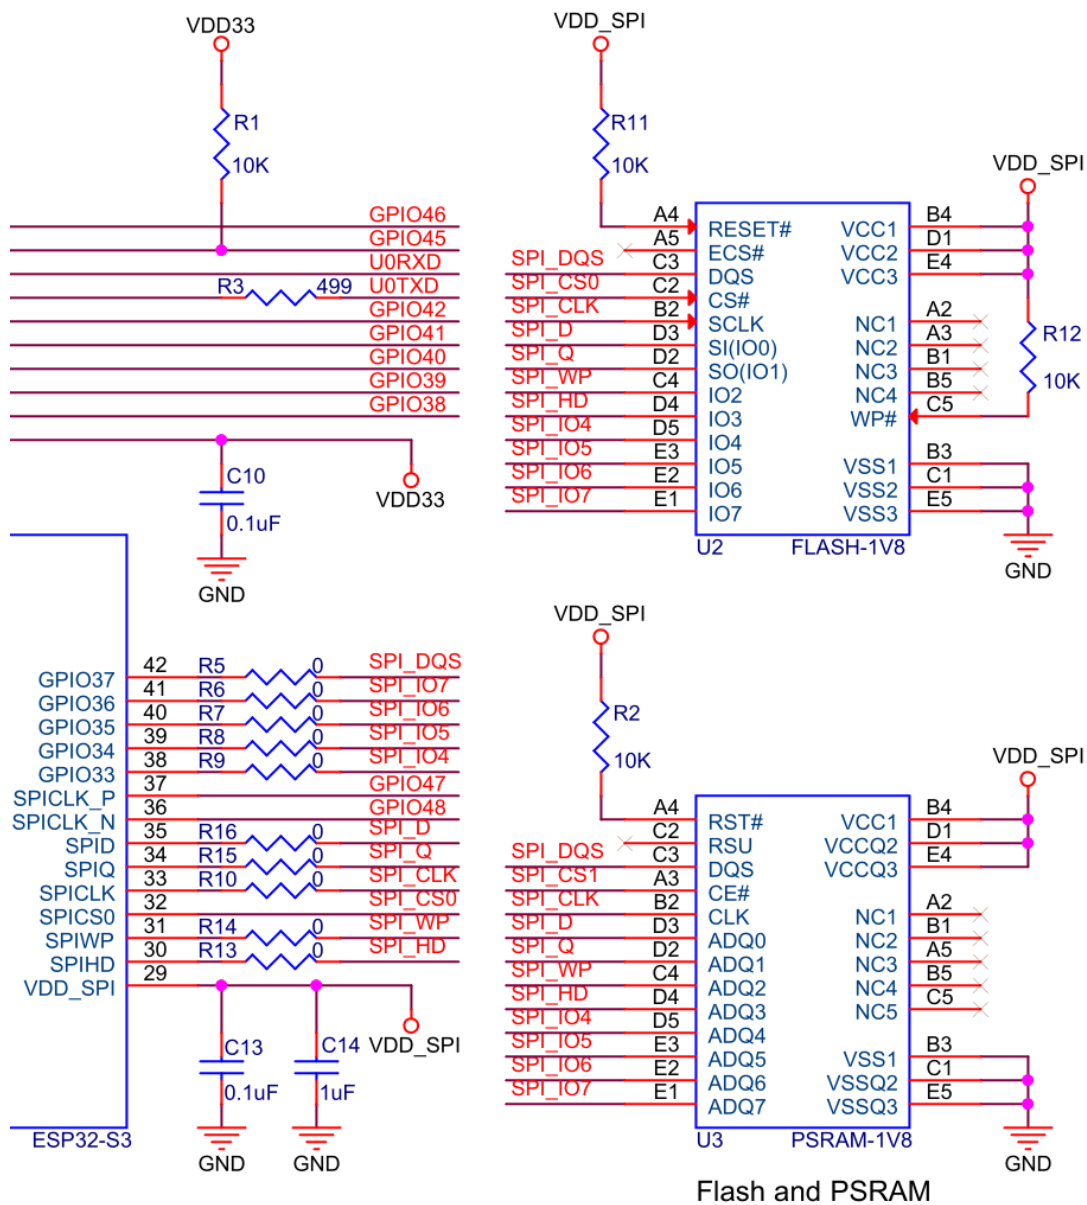 VDD33
R1
10K
GPIO46
GPIO45
U0RXD
R3 499 U0TXD
GPIO42
GPIO41
GPIO40
GPIO39
GPIO38
C10
0.1uF
GND
VDD33
VDD_SPI
R11
10K
A4 RESET#
A5 ECS#
SPI_DQS C3 DQS
SPI_CS0 C2 CS#
SPI_CLK B2 SCLK
SPI_D D3 SI(IO0)
SPI_Q D2 SO(IO1)
SPI_WP C4 IO2
SPI_HD D4 IO3
SPI_IO4 D5 IO4
SPI_IO5 E3 IO5
SPI_IO6 E2 IO6
SPI_IO7 E1 IO7
VDD_SPI
VCC1 B4
VCC2 D1
VCC3 E4
NC1 A2
NC2 A3
NC3 B1
NC4 B5
WP# C5
R12
10K
VSS1 B3
VSS2 C1
VSS3 E5
GND
U2 FLASH-1V8
GPIO37 42 R5 0 SPI_DQS
GPIO36 41 R6 0 SPI_IO7
GPIO35 40 R7 0 SPI_IO6
GPIO34 39 R8 0 SPI_IO5
GPIO33 38 R9 0 SPI_IO4
SPICLK_P 37 GPIO47
SPICLK_N 36 GPIO48
SPID 35 R16 0 SPI_D
SPIQ 34 R15 0 SPI_Q
SPICLK 33 R10 0 SPI_CLK
SPICS0 32 SPI_CS0
SPIWP 31 R14 0 SPI_WP
SPIHD 30 R13 0 SPI_HD
VDD_SPI 29
C13
0.1uF
GND
C14
1uF
GND
VDD_SPI
ESP32-S3
VDD_SPI
R2
10K
A4 RST#
C2 RSU
SPI_DQS C3 DQS
SPI_CS1 A3 CE#
SPI_CLK B2 CLK
SPI_D D3 ADQ0
SPI_Q D2 ADQ1
SPI_WP C4 ADQ2
SPI_HD D4 ADQ3
SPI_IO4 D5 ADQ4
SPI_IO5 E3 ADQ5
SPI_IO6 E2 ADQ6
SPI_IO7 E1 ADQ7
VDD_SPI
VCC1 B4
VCCQ2 D1
VCCQ3 E4
NC1 A2
NC2 B1
NC3 A5
NC4 B5
NC5 C5
VSS1 B3
VSSQ2 C1
VSSQ3 E5
GND
U3 PSRAM-1V8
Flash and PSRAM